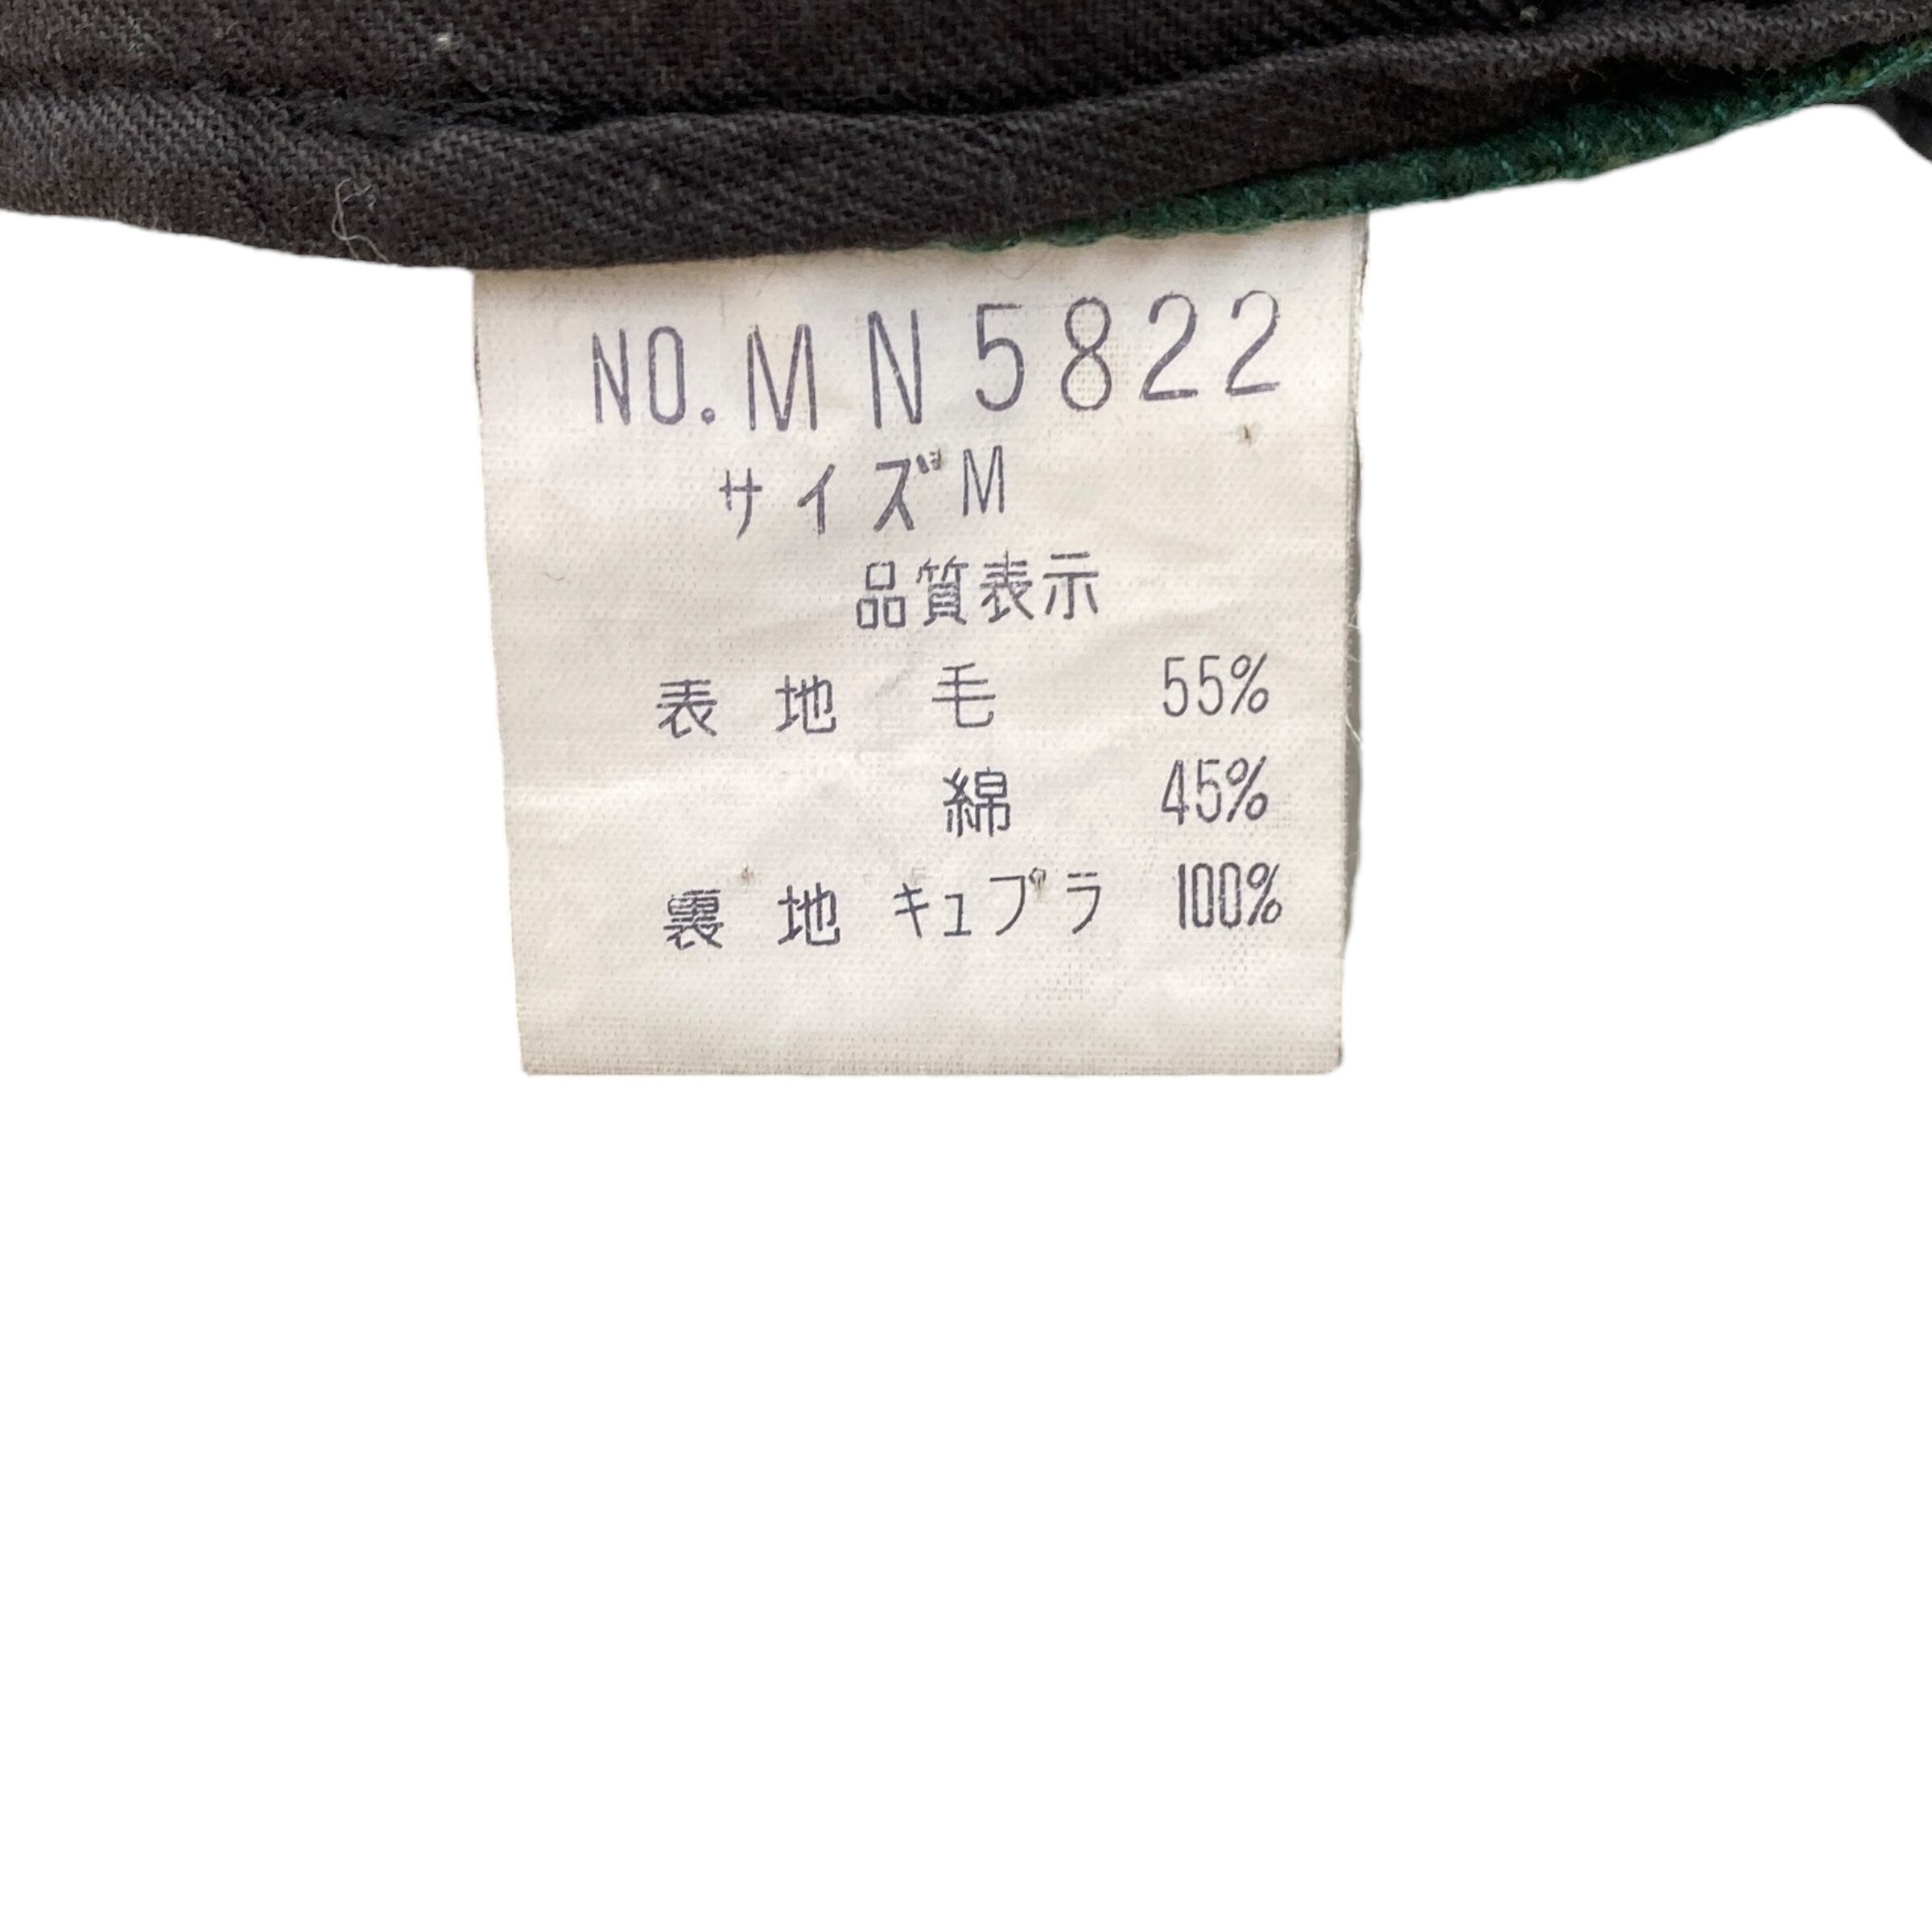 NO. MN5822
サイズ M
品質表示
表地 毛 55%
綿 45%
裏地 キュプラ 100%